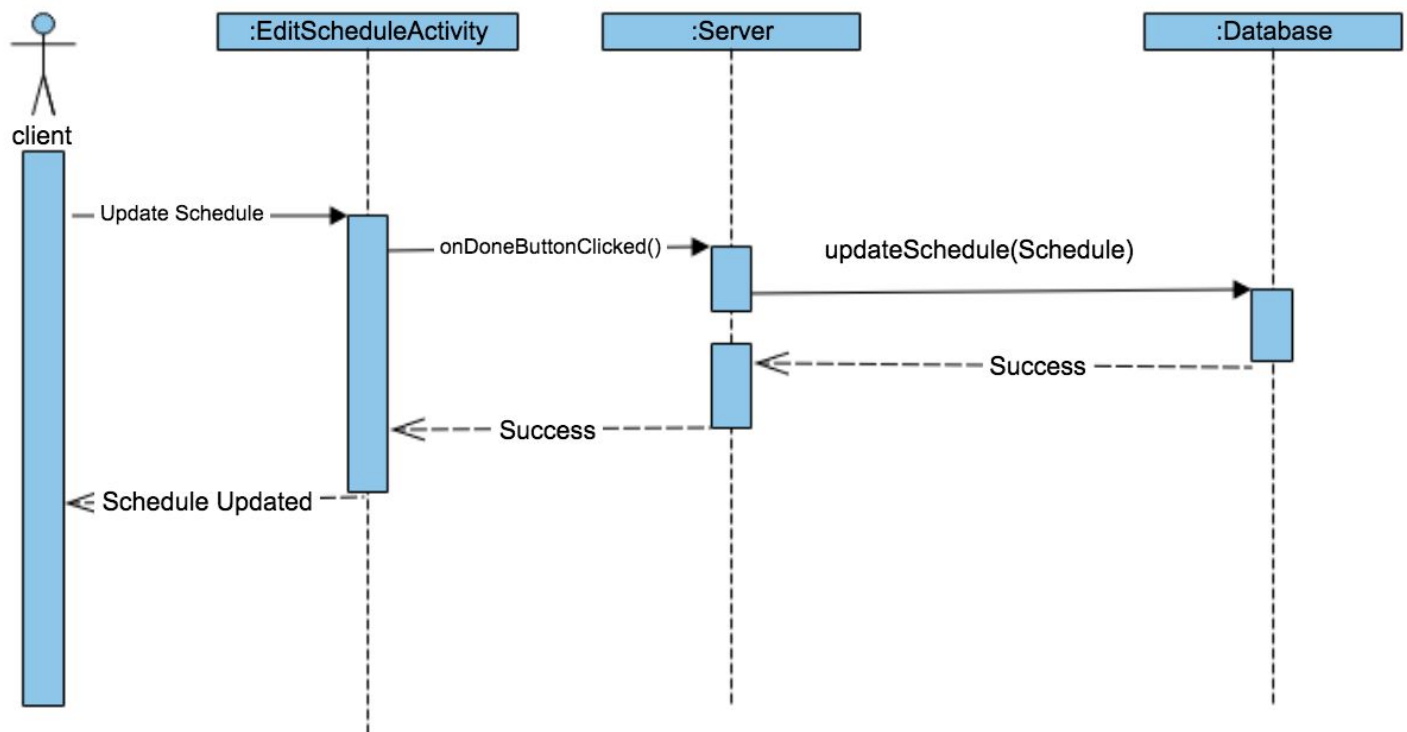 :EditScheduleActivity
:Server
:Database
client
Update Schedule
onDoneButtonClicked()
updateSchedule(Schedule)
Success
Success
Schedule Updated